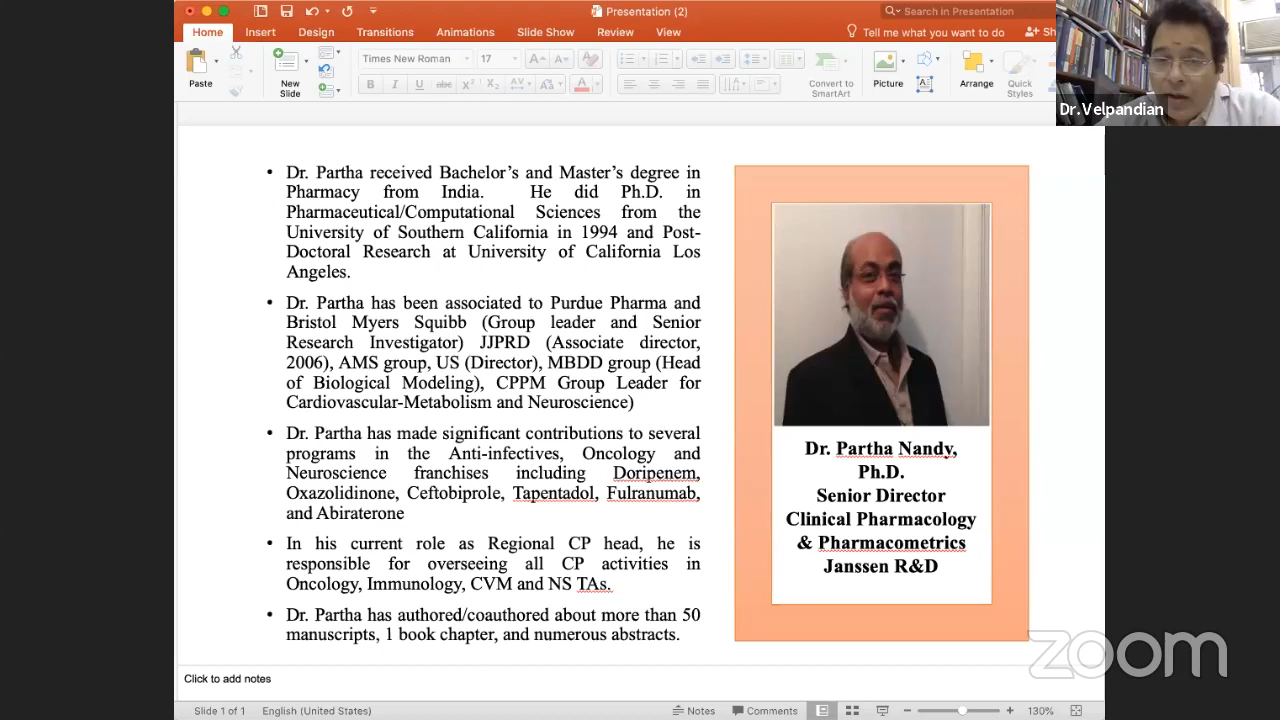 Presentation (2)
Search in Presentation
Home Insert Design Transitions Animations Slide Show Review View
Tell me what you want to do
Sh
Times New Roman 17
Paste
New
Slide
B I U abc X₂ X² AV Aa A
Convert to
SmartArt
Picture
Arrange
Quick
Styles
Dr.Velpandian
• Dr. Partha received Bachelor’s and Master’s degree in
Pharmacy from India. He did Ph.D. in
Pharmaceutical/Computational Sciences from the
University of Southern California in 1994 and Post-
Doctoral Research at University of California Los
Angeles.
• Dr. Partha has been associated to Purdue Pharma and
Bristol Myers Squibb (Group leader and Senior
Research Investigator) JJPRD (Associate director,
2006), AMS group, US (Director), MBDD group (Head
of Biological Modeling), CPPM Group Leader for
Cardiovascular-Metabolism and Neuroscience)
• Dr. Partha has made significant contributions to several
programs in the Anti-infectives, Oncology and
Neuroscience franchises including Doripenem,
Oxazolidinone, Ceftobiprole, Tapentadol, Fulranumab,
and Abiraterone
• In his current role as Regional CP head, he is
responsible for overseeing all CP activities in
Oncology, Immunology, CVM and NS TAs.
• Dr. Partha has authored/coauthored about more than 50
manuscripts, 1 book chapter, and numerous abstracts.
Dr. Partha Nandy,
Ph.D.
Senior Director
Clinical Pharmacology
& Pharmacometrics
Janssen R&D
zoom
Click to add notes
Slide 1 of 1 English (United States) Notes Comments 130%